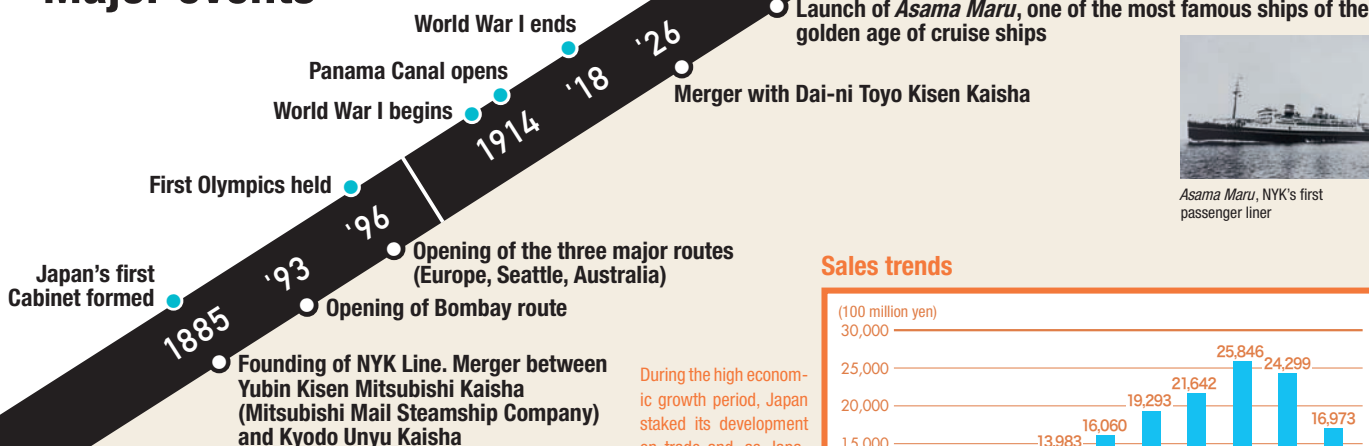 Major events
World War I ends
Panama Canal opens
World War I begins
First Olympics held
Japan's first
Cabinet formed
1885
'93
'96
1914
'18
'26
Launch of Asama Maru, one of the most famous ships of the
golden age of cruise ships
Merger with Dai-ni Toyo Kisen Kaisha
Opening of the three major routes
(Europe, Seattle, Australia)
Opening of Bombay route
Founding of NYK Line. Merger between
Yubin Kisen Mitsubishi Kaisha
(Mitsubishi Mail Steamship Company)
and Kyodo Unyu Kaisha
Asama Maru, NYK's first
passenger liner
During the high econom-
ic growth period, Japan
staked its development
Sales trends
(100 million yen)
30,000
25,000
20,000
15,000
13,983
16,060
19,293
21,642
25,846
24,299
16,973